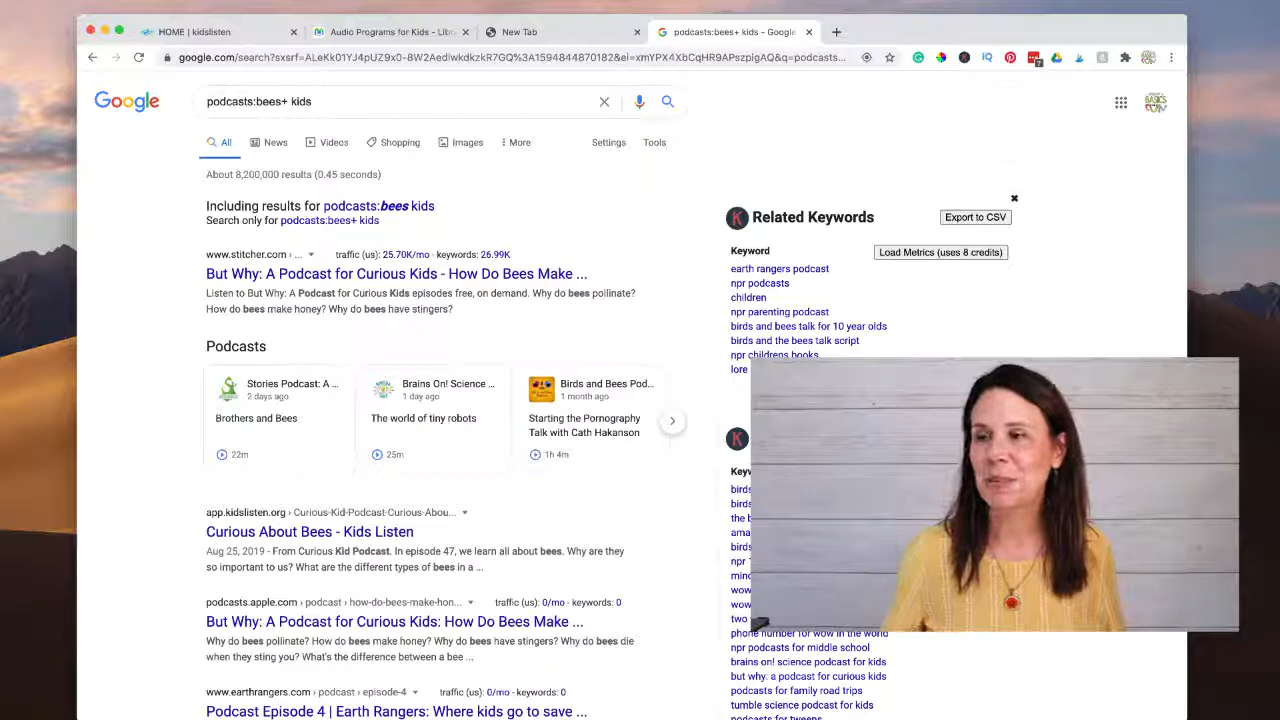 HOME | kidslisten
Audio Programs for Kids - Libr
New Tab
podcasts:bees+ kids - Google
google.com/search?sxsrf=ALeKk01YJ4pUZ9x0-8W2AedlwkdkzkR7GQ%3A1594844870182&ei=xmYPX4XbCqHR9APszpigAQ&q=podcasts...
Google
podcasts:bees+ kids
All
News
Videos
Shopping
Images
More
Settings
Tools
About 8,200,000 results (0.45 seconds)
Including results for podcasts:bees kids
Search only for podcasts:bees+ kids
www.stitcher.com › ...
traffic (us): 25.70K/mo - keywords: 26.99K
But Why: A Podcast for Curious Kids - How Do Bees Make ...
Listen to But Why: A Podcast for Curious Kids episodes free, on demand. Why do bees pollinate?
How do bees make honey? Why do bees have stingers?
Podcasts
Stories Podcast: A ...
2 days ago
Brothers and Bees
22m
Brains On! Science ...
1 day ago
The world of tiny robots
25m
Birds and Bees Pod...
1 month ago
Starting the Pornography
Talk with Cath Hakanson
1h 4m
app.kidslisten.org › Curious-Kid-Podcast-Curious-Abou...
Curious About Bees - Kids Listen
Aug 25, 2019 - From Curious Kid Podcast. In episode 47, we learn all about bees. Why are they
so important to us? What are the different types of bees in a ...
podcasts.apple.com › podcast › how-do-bees-make-hon...
traffic (us): 0/mo - keywords: 0
But Why: A Podcast for Curious Kids: How Do Bees Make ...
Why do bees pollinate? How do bees make honey? Why do bees have stingers? Why do bees die
when they sting you? What's the difference between a bee ...
www.earthrangers.com › podcast › episode-4
traffic (us): 0/mo - keywords: 0
Podcast Episode 4 | Earth Rangers: Where kids go to save ...
K Related Keywords
Export to CSV
Keyword
Load Metrics (uses 8 credits)
earth rangers podcast
npr podcasts
children
npr parenting podcast
birds and bees talk for 10 year olds
birds and the bees talk script
npr childrens books
lore
K
Keyw
birds
birds
the b
ama
birds
npr
mind
wow
wow
two
phone number for wow in the world
npr podcasts for middle school
brains on! science podcast for kids
but why: a podcast for curious kids
podcasts for family road trips
tumble science podcast for kids
podcasts for tweens